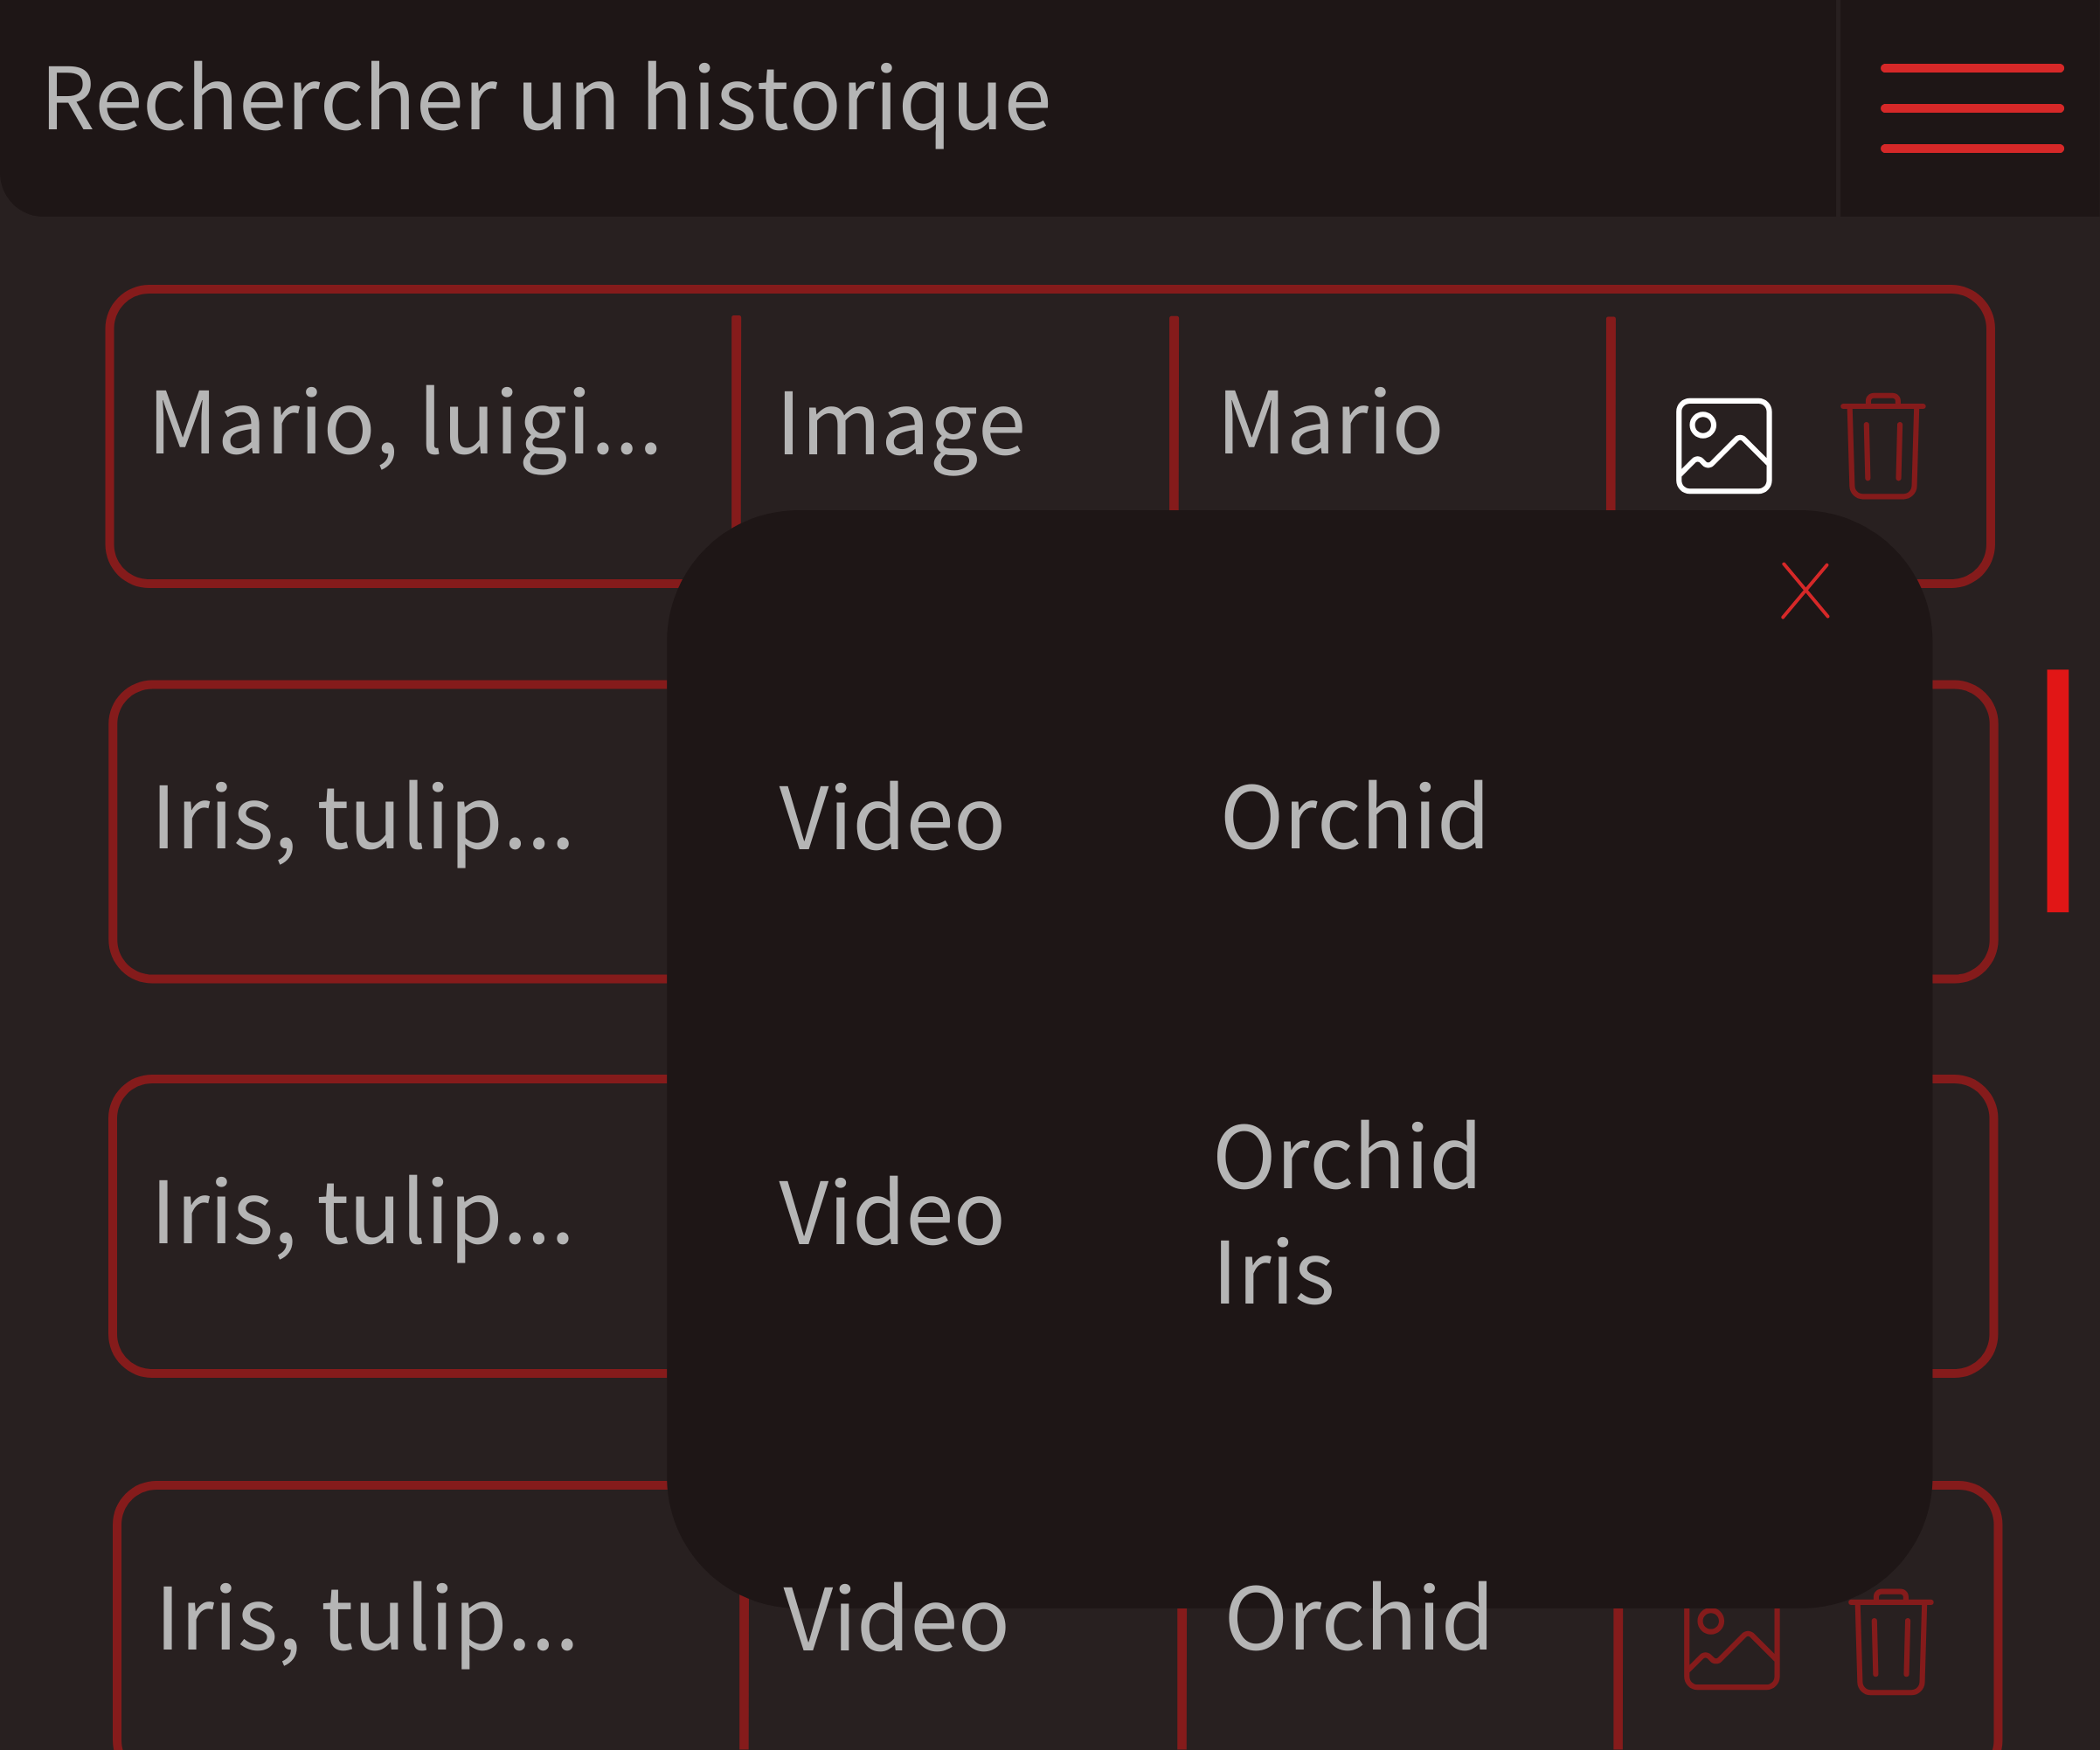 Rechercher un historique
Mario, luigi... Image Mario
Iris, tulip... Video Orchid
Orchid
Iris, tulip... Video
Iris
Iris, tulip... Video Orchid